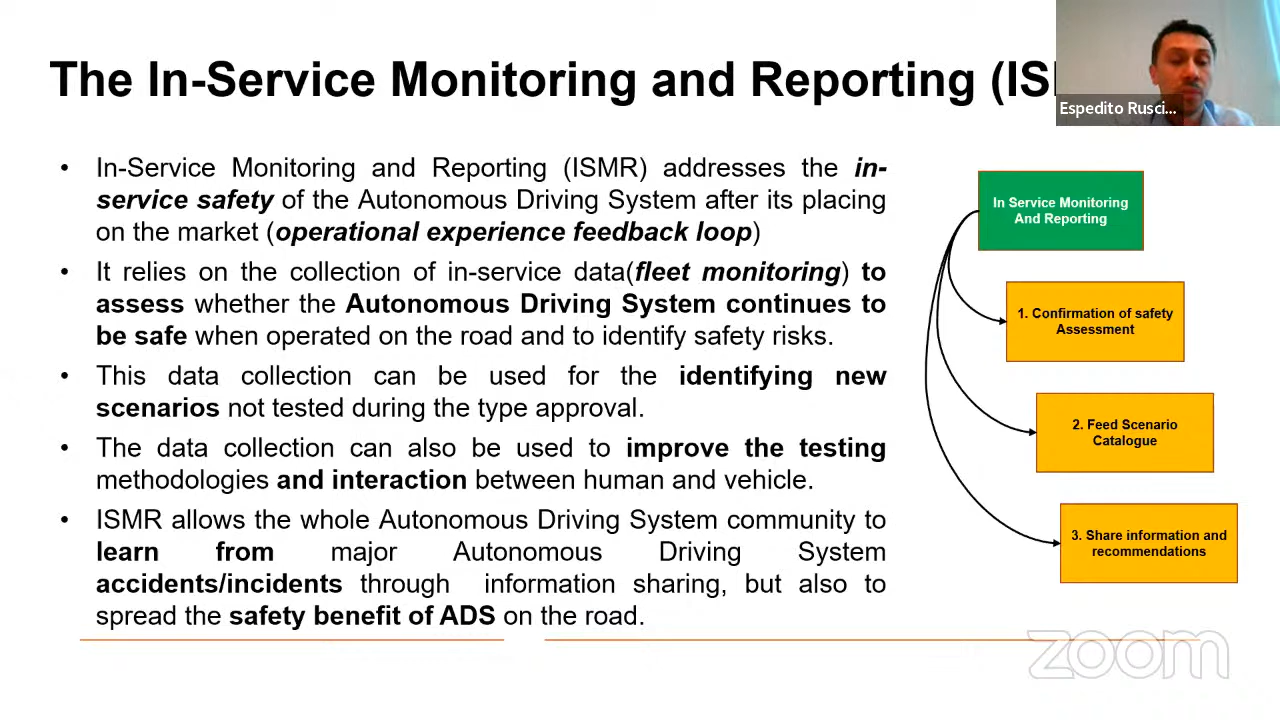 The In-Service Monitoring and Reporting (IS
Espedito Rusci...
• In-Service Monitoring and Reporting (ISMR) addresses the in-
service safety of the Autonomous Driving System after its placing
on the market (operational experience feedback loop)
• It relies on the collection of in-service data(fleet monitoring) to
assess whether the Autonomous Driving System continues to
be safe when operated on the road and to identify safety risks.
• This data collection can be used for the identifying new
scenarios not tested during the type approval.
• The data collection can also be used to improve the testing
methodologies and interaction between human and vehicle.
• ISMR allows the whole Autonomous Driving System community to
learn from major Autonomous Driving System
accidents/incidents through information sharing, but also to
spread the safety benefit of ADS on the road.
In Service Monitoring
And Reporting
1. Confirmation of safety
Assessment
2. Feed Scenario
Catalogue
3. Share information and
recommendations
zoom